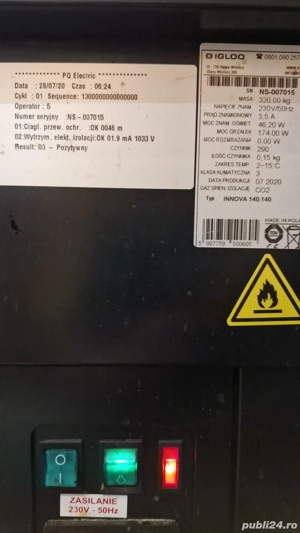 ************** PQ Electric **************
Data : 28/07/20 Czas : 06:24
Cykl : 01 Sequence: 1300000000000000
Operator : 5
Numer seryjny :NS-007015
01:Ciągł. przew. ochr. :OK 0046 m
02:Wytrzym. elekt. izolacji:OK 01.9 mA 1033 V
Result: 00 - Pozytywny
IGLOO
☎ 0801 080 257
SN NS-007015
MASA 320,00 kg
NAPIĘCIE ZNAM. 230V/50Hz
PRĄD ZNAMIONOWY 3,5 A
MOC ZNAM. OŚWIET 46,20 W
MOC GRZAŁEK 174,00 W
MOC ROZMRAŻANIA 0,00 W
CZYNNIK 290
ILOŚĆ CZYNNIKA 0,15 kg
ZAKRES TEMP. 2~15°C
KLASA KLIMATYCZNA 3
DATA PRODUKCJI 07 2020
GAZ SPIEN. IZOLACJĘ CO2
Typ INNOVA 140.140
MADE IN POLAND
5 907759 500605
ZASILANIE
230V - 50Hz
publi24.ro